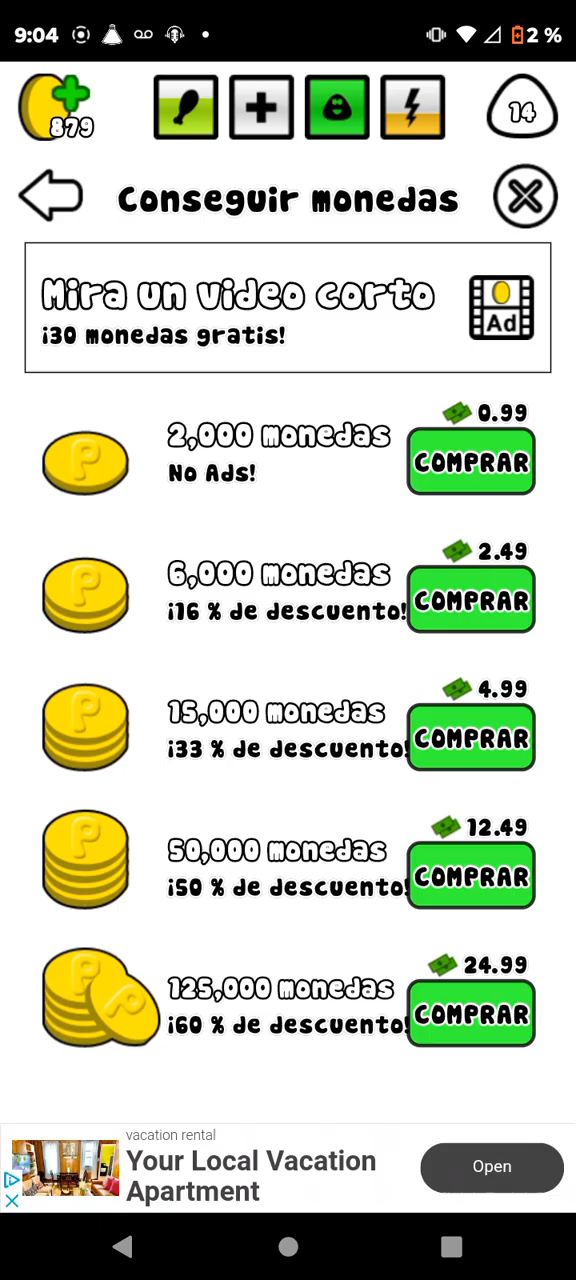 9:04
2 %
879
14
Conseguir monedas
Mira un video corto
¡30 monedas gratis!
Ad
0.99
2,000 monedas
COMPRAR
No Ads!
2.49
6,000 monedas
COMPRAR
¡16 % de descuento!
4.99
15,000 monedas
COMPRAR
¡33 % de descuento!
12.49
50,000 monedas
COMPRAR
¡50 % de descuento!
24.99
125,000 monedas
COMPRAR
¡60 % de descuento!
vacation rental
Your Local Vacation
Apartment
Open